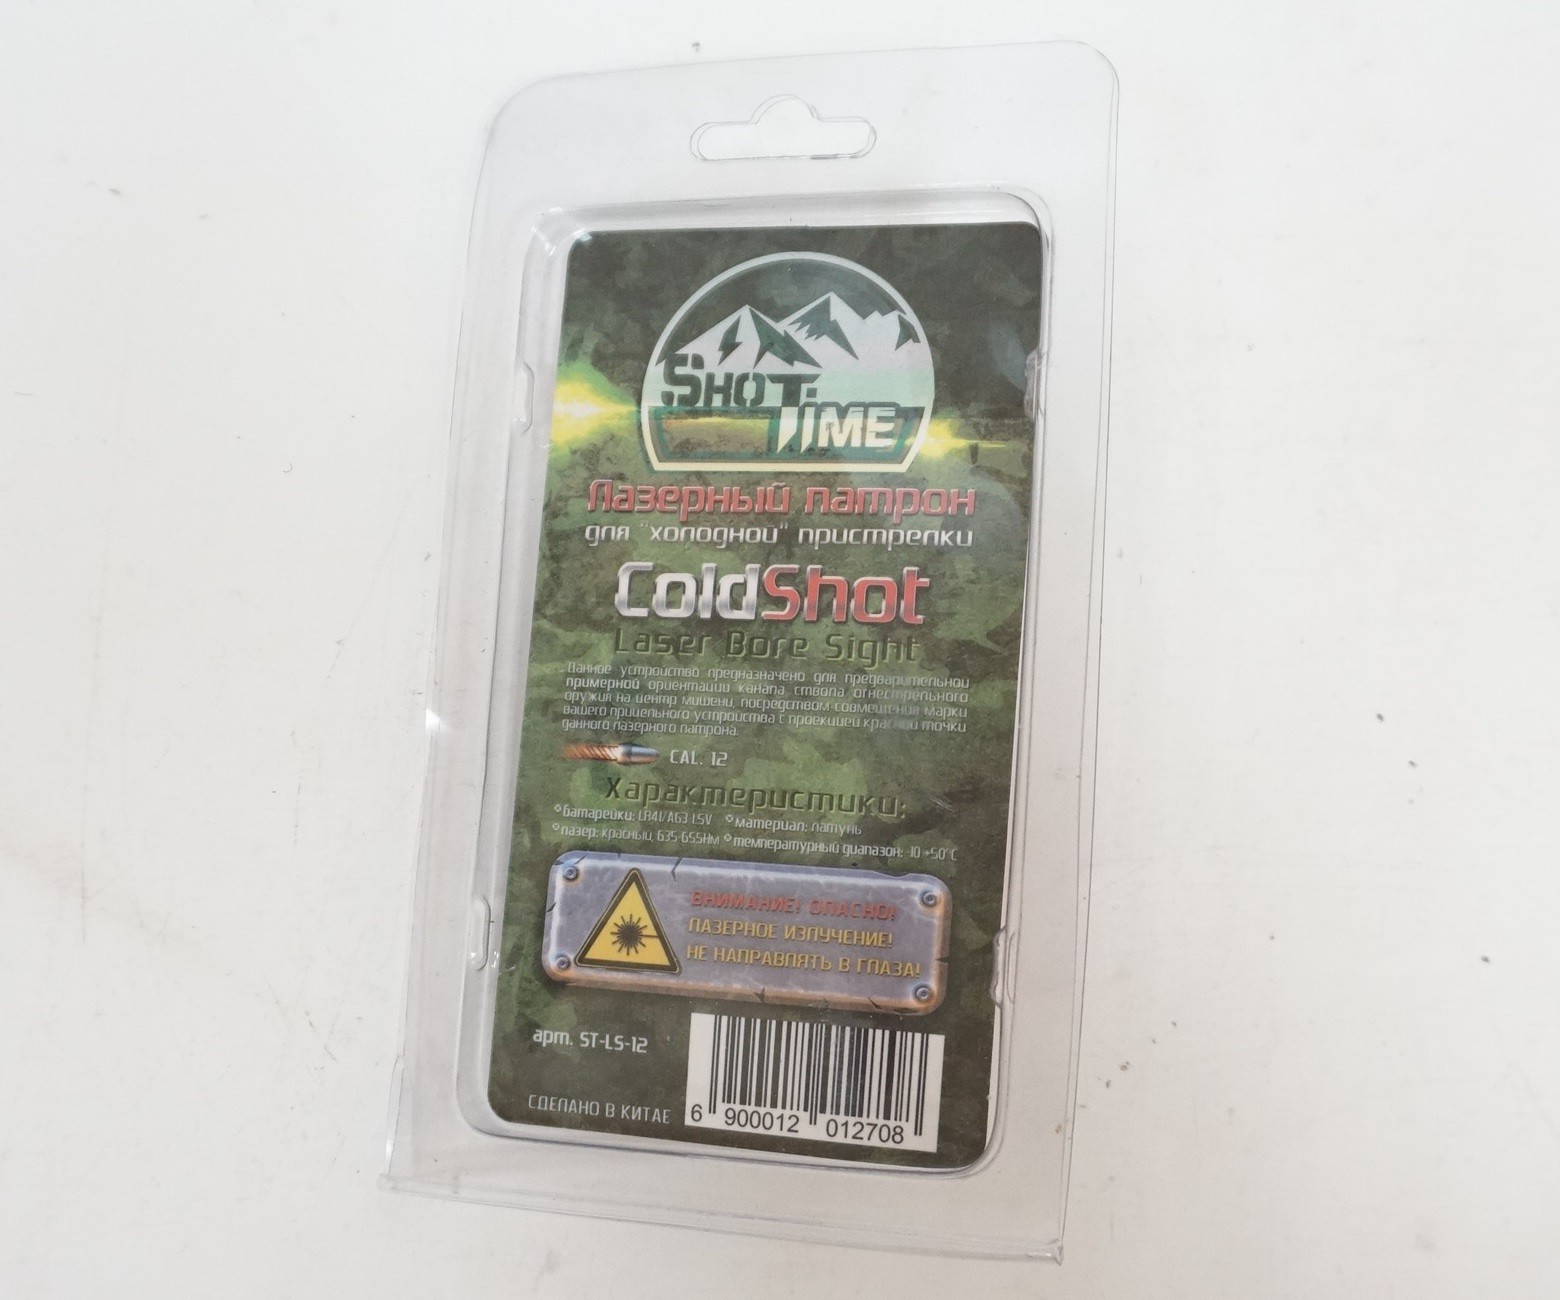 SHOT TIME
Лазерный патрон
для "холодной" пристрелки
ColdShot
Laser Bore Sight
Данное устройство предназначено для предварительной
примерной ориентации канала ствола огнестрельного
оружия на центр мишени, посредством совмещения марки
вашего прицельного устройства с проекцией красной точки
данного лазерного патрона.
CAL. 12
Характеристики:
батарейки: LR41/AG3 1.5V материал: латунь
лазер: красный, 635-655Нм температурный диапазон: -10 +50°C
ВНИМАНИЕ! ОПАСНО!
ЛАЗЕРНОЕ ИЗЛУЧЕНИЕ!
НЕ НАПРАВЛЯТЬ В ГЛАЗА!
арт. ST-LS-12
СДЕЛАНО В КИТАЕ
6 900012 012708